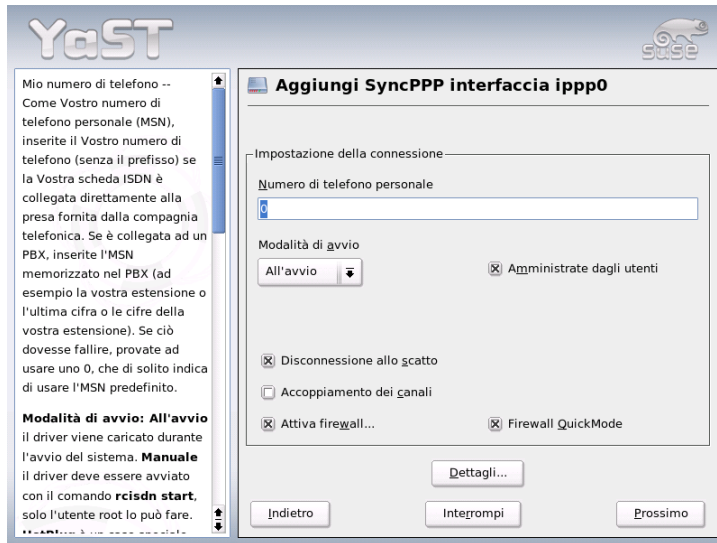 YaST
SUSE
Mio numero di telefono --
Come Vostro numero di
telefono personale (MSN),
inserite il Vostro numero di
telefono (senza il prefisso) se
la Vostra scheda ISDN è
collegata direttamente alla
presa fornita dalla compagnia
telefonica. Se è collegata ad un
PBX, inserite l'MSN
memorizzato nel PBX (ad
esempio la vostra estensione o
l'ultima cifra o le cifre della
vostra estensione). Se ciò
dovesse fallire, provate ad
usare uno 0, che di solito indica
di usare l'MSN predefinito.
Modalità di avvio: All'avvio
il driver viene caricato durante
l'avvio del sistema. Manuale
il driver deve essere avviato
con il comando rcisdn start,
solo l'utente root lo può fare.
Aggiungi SyncPPP interfaccia ippp0
Impostazione della connessione
Numero di telefono personale
0
Modalità di avvio
All'avvio
Amministrate dagli utenti
Disconnessione allo scatto
Accoppiamento dei canali
Attiva firewall...
Firewall QuickMode
Dettagli...
Indietro
Interrompi
Prossimo